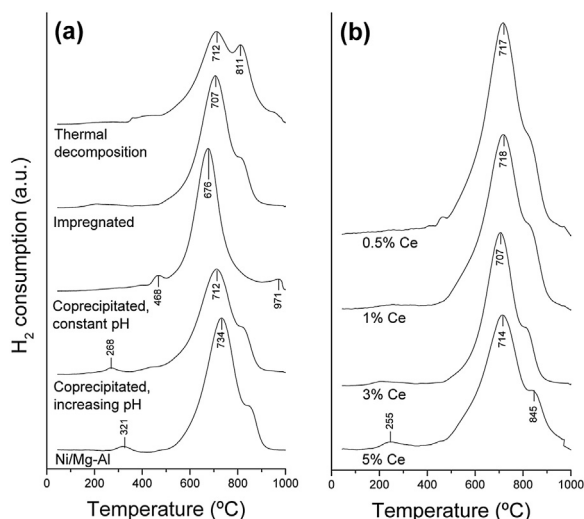 (a)
712
811
Thermal
decomposition
707
Impregnated
676
468
971
Coprecipitated,
constant pH
712
268
Coprecipitated,
increasing pH
734
321
Ni/Mg-Al
H2 consumption (a.u.)
0 200 400 600 800 1000
Temperature (ºC)
(b)
717
0.5% Ce
718
1% Ce
707
3% Ce
714
845
255
5% Ce
0 200 400 600 800 1000
Temperature (ºC)